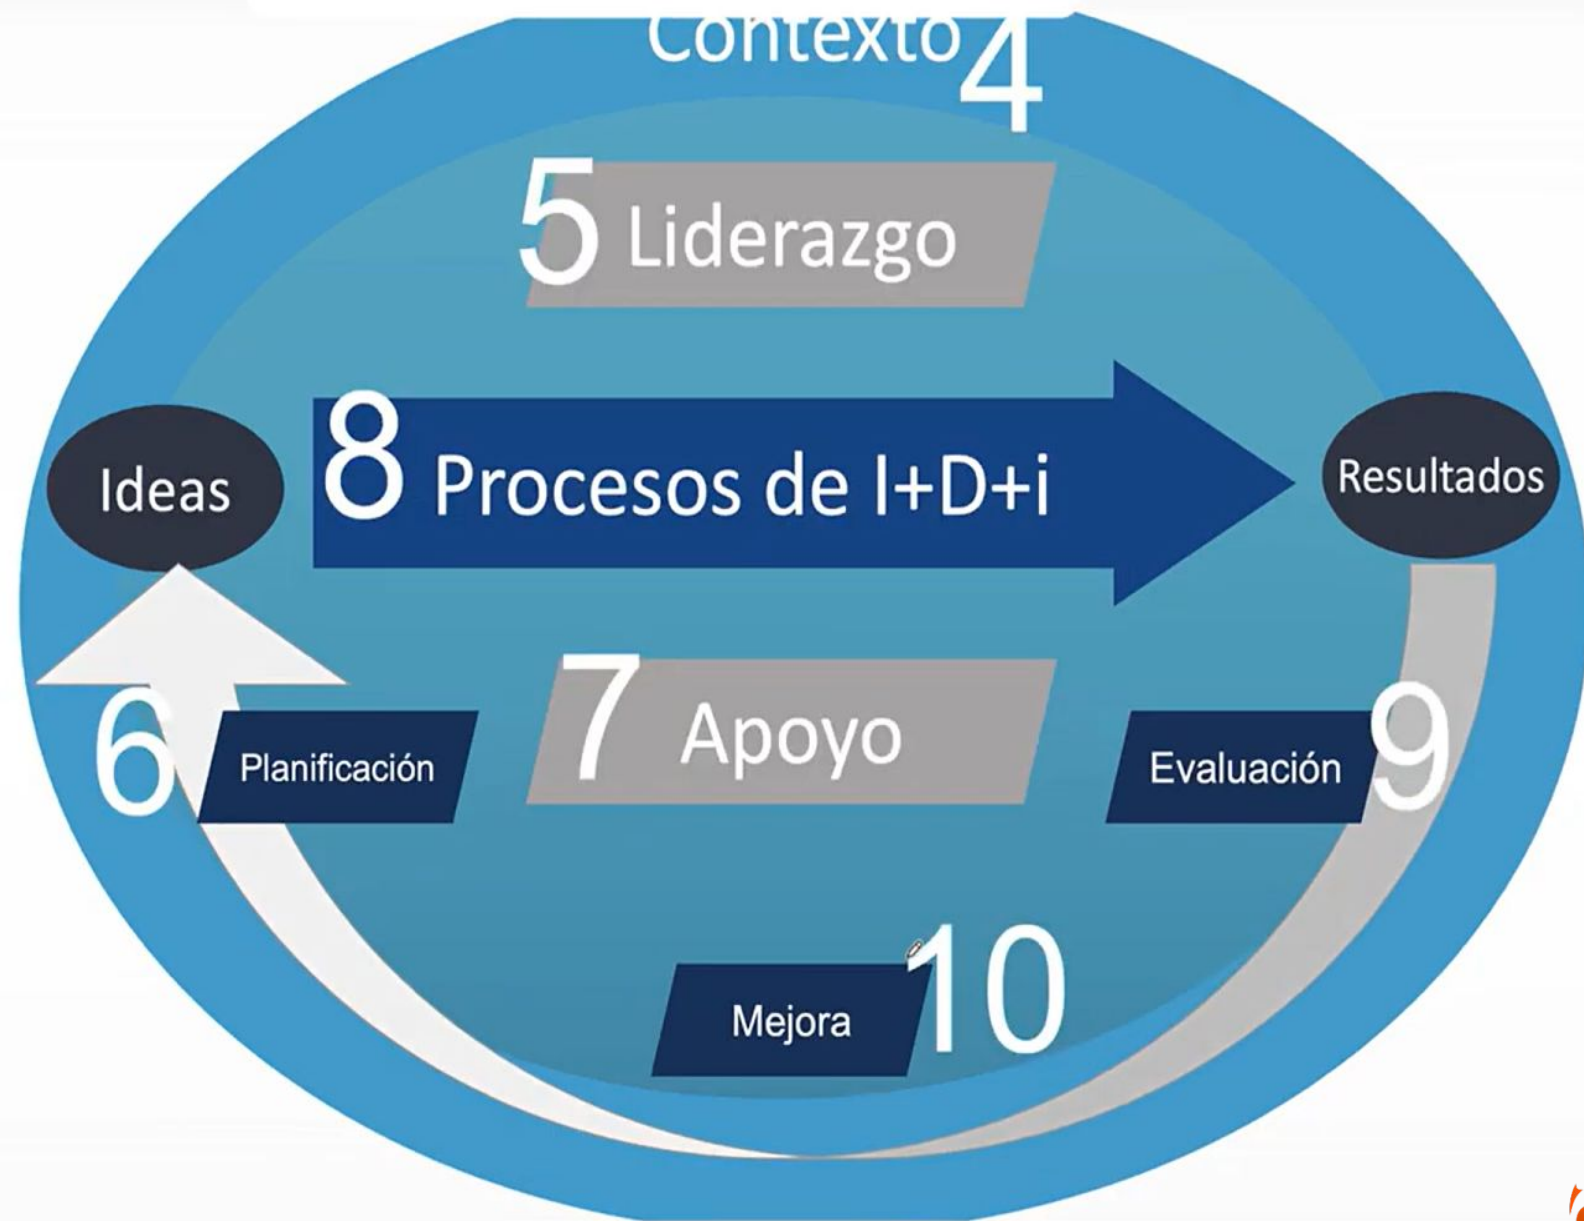 Contexto 4
5 Liderazgo
Ideas
8 Procesos de I+D+i
Resultados
6 Planificación
7 Apoyo
Evaluación 9
Mejora 10